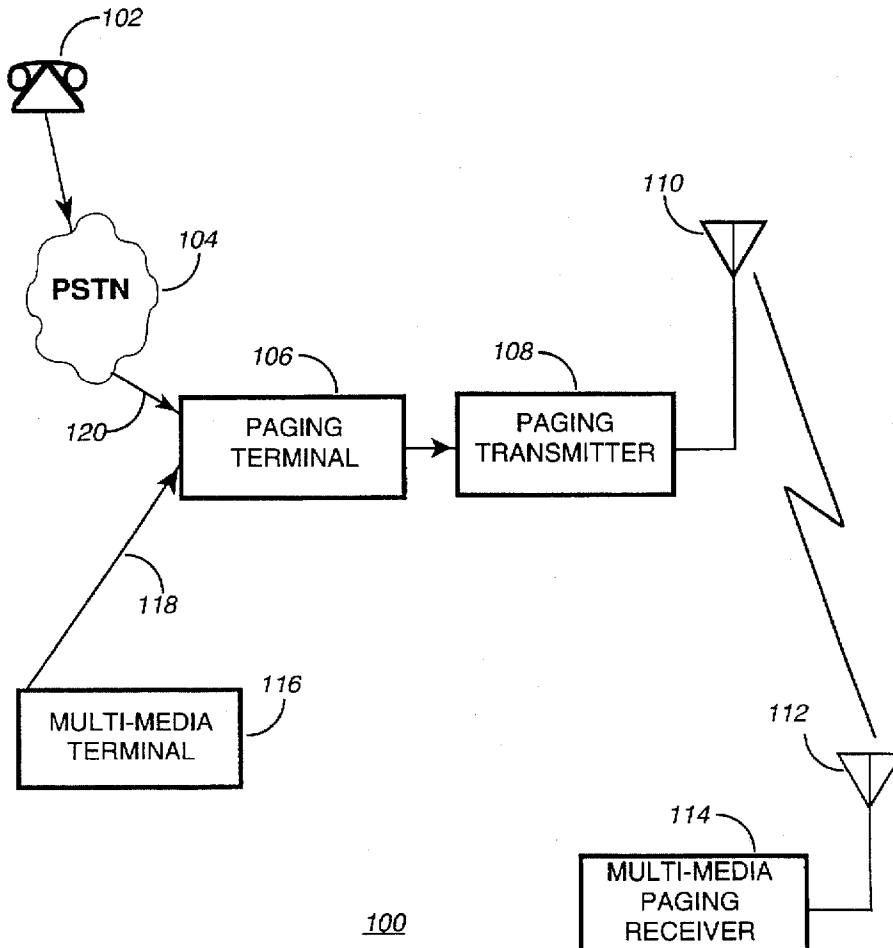 102
104
PSTN
110
106
108
120
PAGING
TERMINAL
PAGING
TRANSMITTER
118
116
MULTI-MEDIA
TERMINAL
112
114
MULTI-MEDIA
PAGING
RECEIVER
100